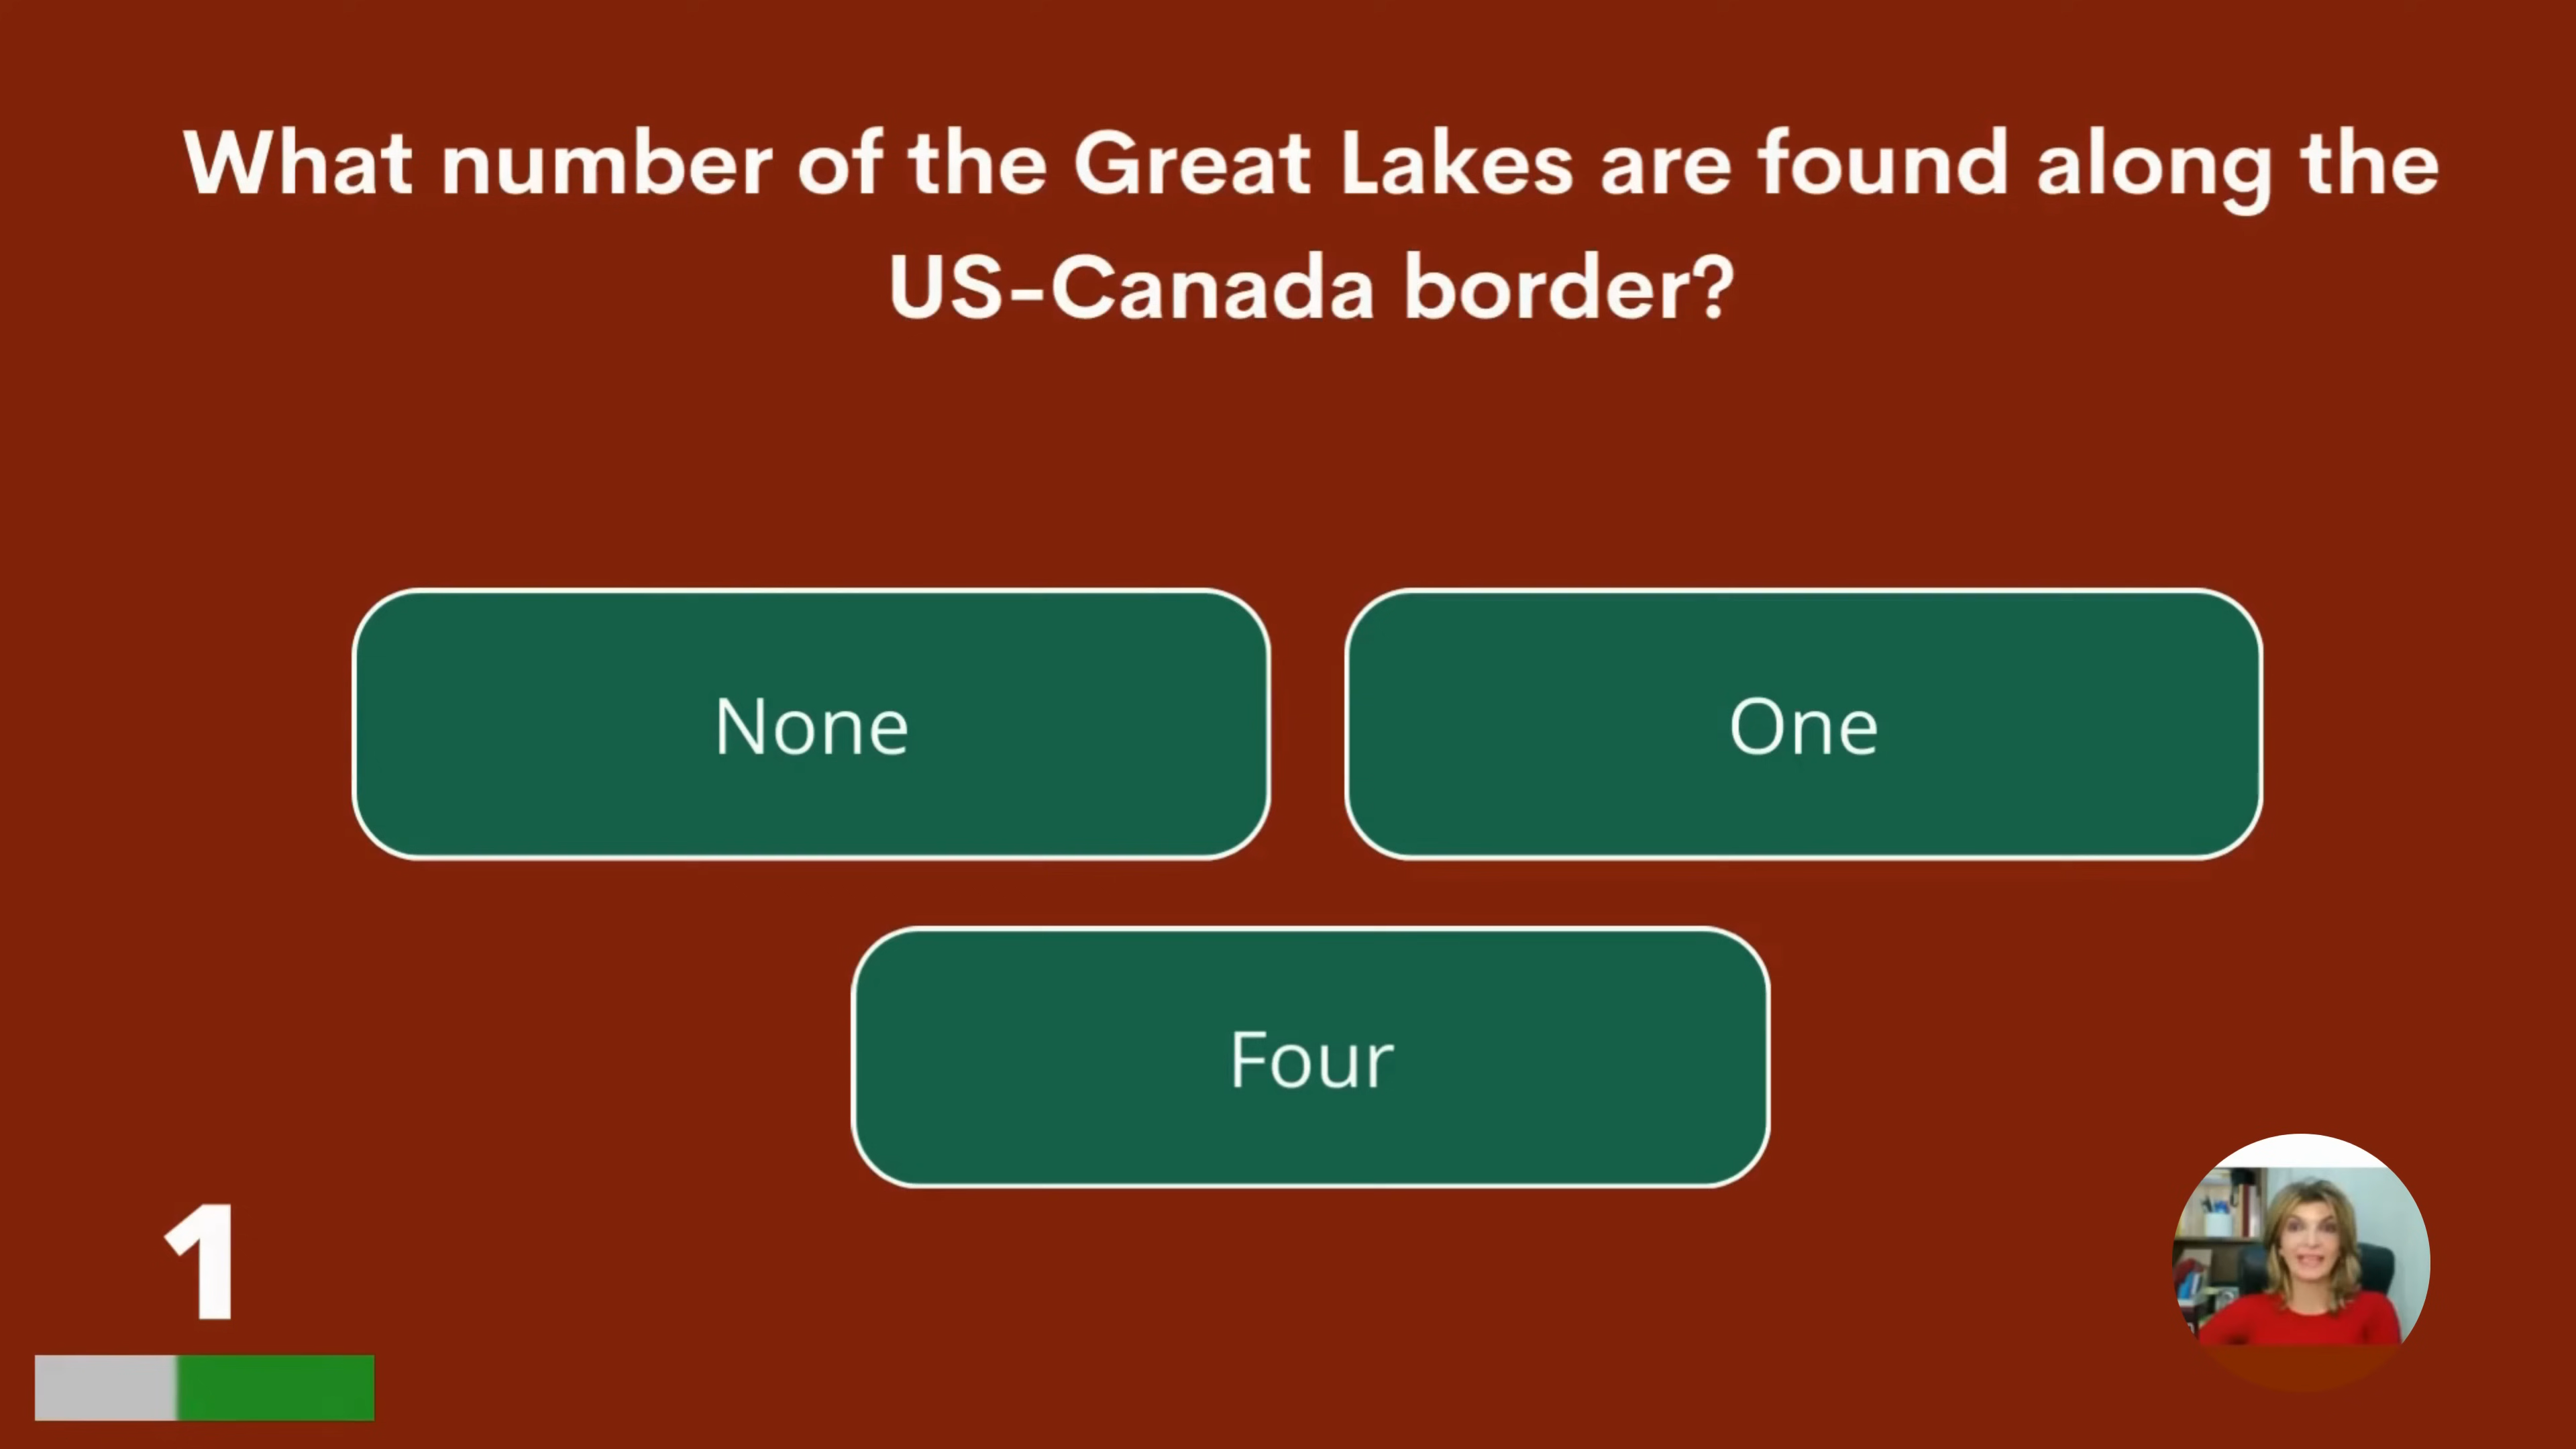 What number of the Great Lakes are found along the
US-Canada border?
None
One
Four
1